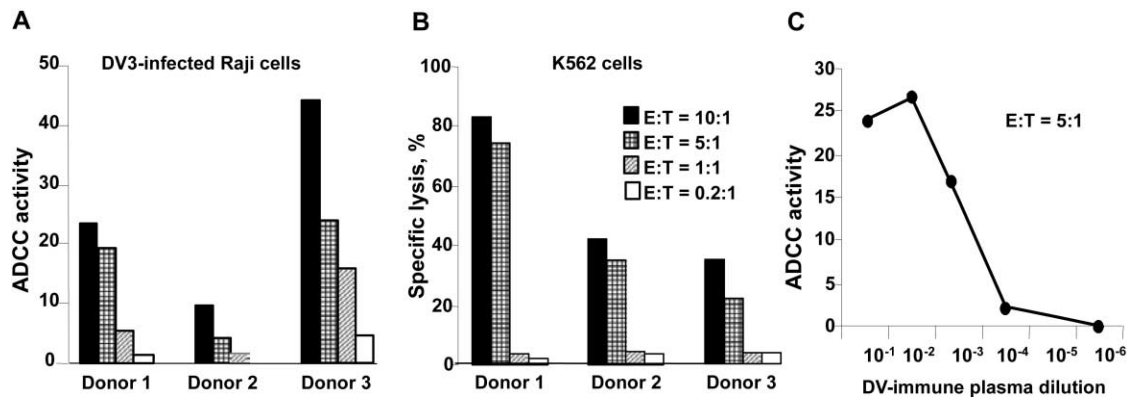 A
DV3-infected Raji cells
ADCC activity
50
40
30
20
10
0
Donor 1 Donor 2 Donor 3
B
K562 cells
Specific lysis, %
100
80
60
40
20
0
E:T = 10:1
E:T = 5:1
E:T = 1:1
E:T = 0.2:1
Donor 1 Donor 2 Donor 3
C
ADCC activity
30
25
20
15
10
5
0
E:T = 5:1
10-1 10-2 10-3 10-4 10-5 10-6
DV-immune plasma dilution